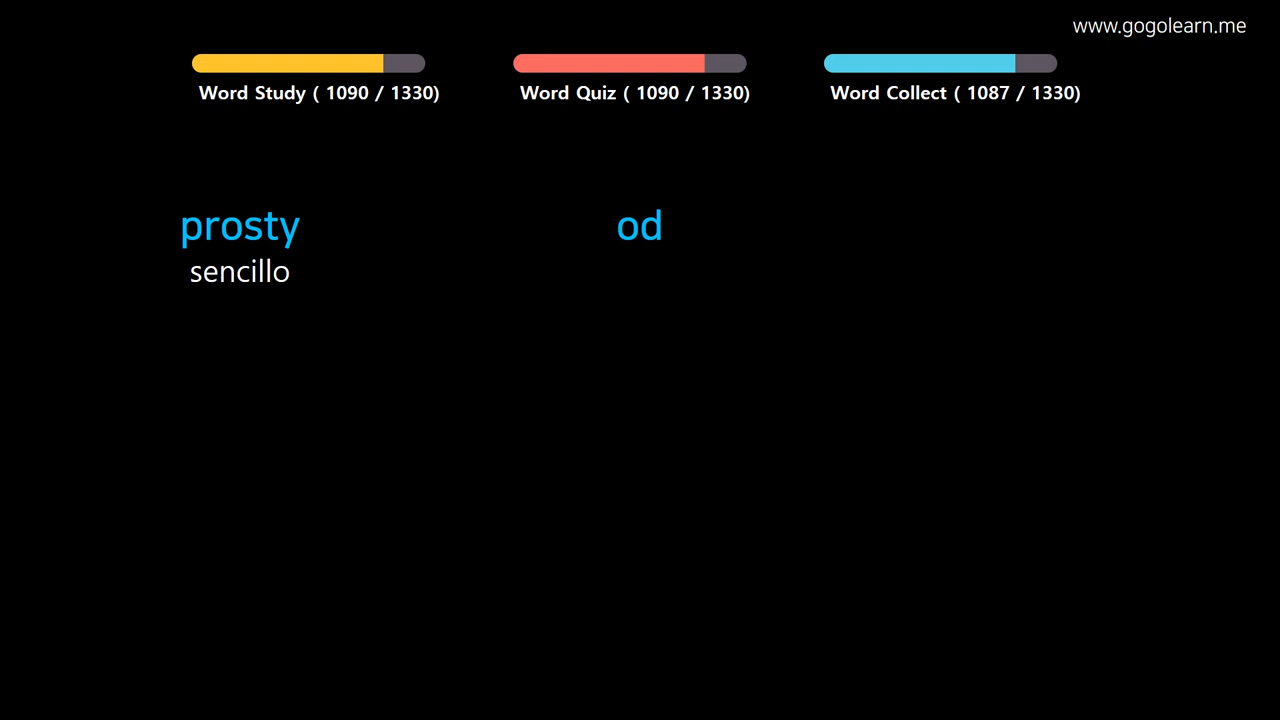 www.gogolearn.me
Word Study ( 1090 / 1330)
Word Quiz ( 1090 / 1330)
Word Collect ( 1087 / 1330)
prosty
sencillo
od